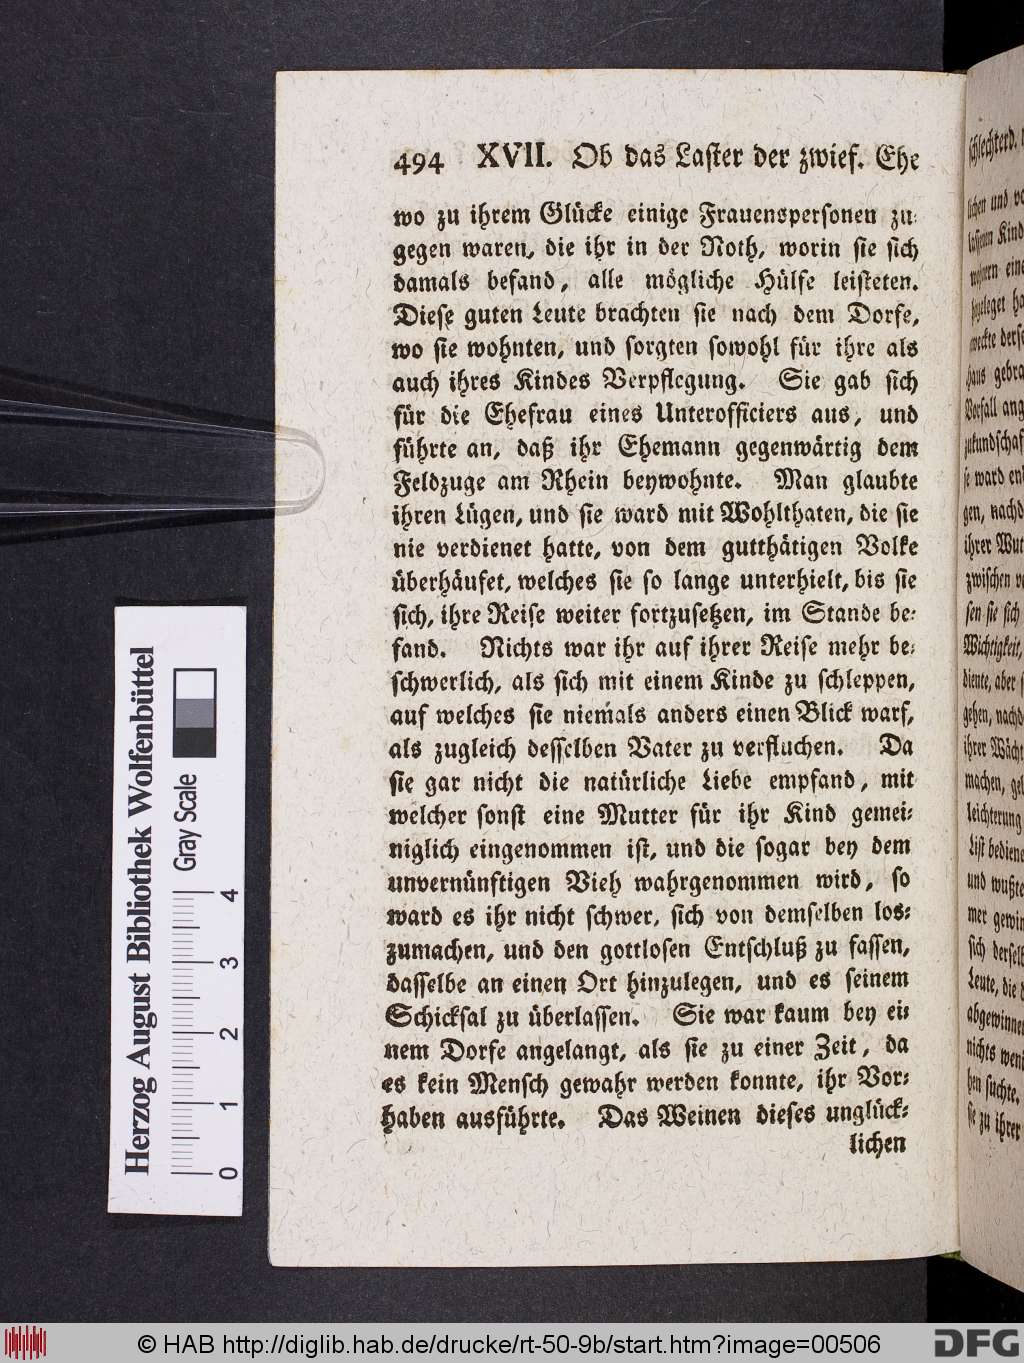 494 XVII. Ob das Laster der zwief. Ehe
wo zu ihrem Glücke einige Frauenspersonen zu-
gegen waren, die ihr in der Noth, worin sie sich
damals befand, alle mögliche Hülfe leisteten.
Diese guten Leute brachten sie nach dem Dorfe,
wo sie wohnten, und sorgten sowohl für ihre als
auch ihres Kindes Verpflegung. Sie gab sich
für die Ehefrau eines Unterofficiers aus, und
führte an, daß ihr Ehemann gegenwärtig dem
Feldzuge am Rhein beywohnte. Man glaubte
ihren Lügen, und sie ward mit Wohlthaten, die sie
nie verdienet hatte, von dem gutthätigen Volke
überhäufet, welches sie so lange unterhielt, bis sie
sich, ihre Reise weiter fortzusetzen, im Stande be-
fand. Nichts war ihr auf ihrer Reise mehr be-
schwerlich, als sich mit einem Kinde zu schleppen,
auf welches sie niemals anders einen Blick warf,
als zugleich desselben Vater zu verfluchen. Da
sie gar nicht die natürliche Liebe empfand, mit
welcher sonst eine Mutter für ihr Kind gemei-
niglich eingenommen ist, und die sogar bey dem
unvernünftigen Vieh wahrgenommen wird, so
ward es ihr nicht schwer, sich von demselben los-
zumachen, und den gottlosen Entschluß zu fassen,
dasselbe an einen Ort hinzulegen, und es seinem
Schicksal zu überlassen. Sie war kaum bey ei-
nem Dorfe angelangt, als sie zu einer Zeit, da
es kein Mensch gewahr werden konnte, ihr Vor-
haben ausführte. Das Weinen dieses unglück-
lichen
Herzog August Bibliothek Wolfenbüttel
Gray Scale
0 1 2 3 4
© HAB http://diglib.hab.de/drucke/rt-50-9b/start.htm?image=00506
DFG